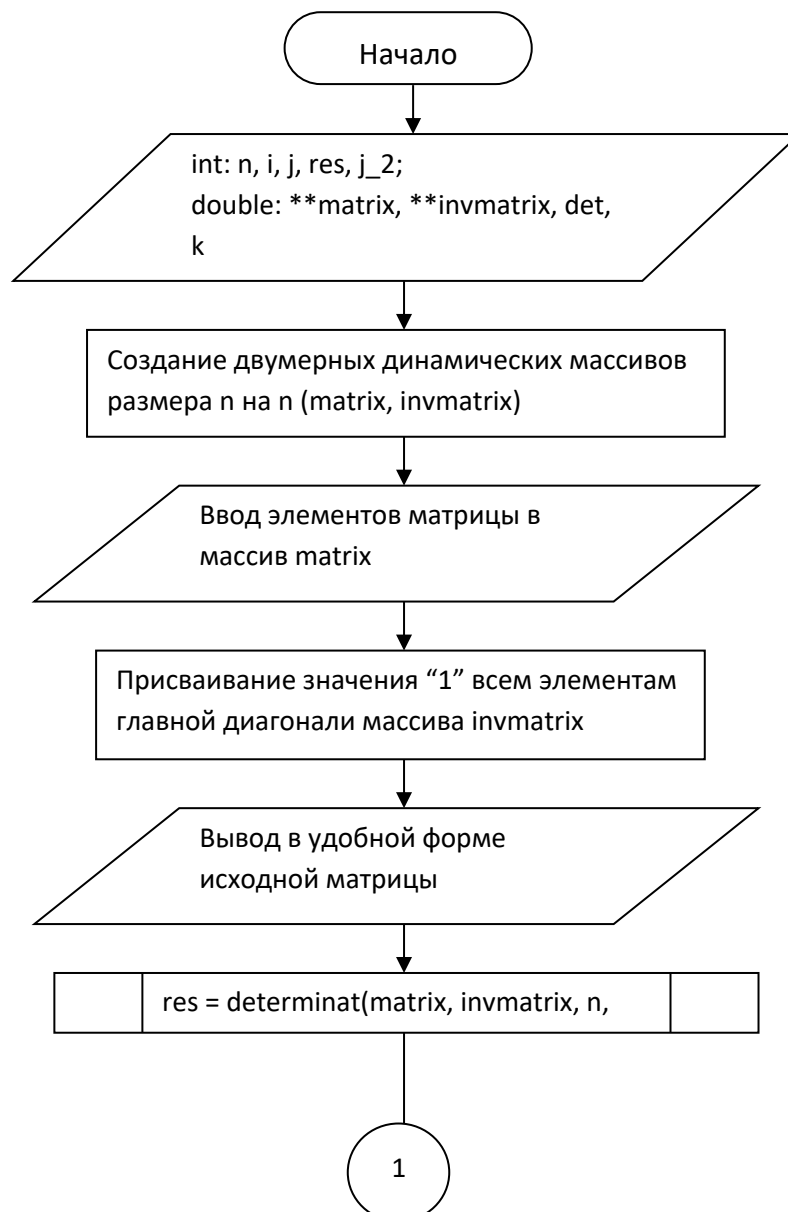 Начало
int: n, i, j, res, j_2;
double: **matrix, **invmatrix, det,
k
Создание двумерных динамических массивов
размера n на n (matrix, invmatrix)
Ввод элементов матрицы в
массив matrix
Присваивание значения “1” всем элементам
главной диагонали массива invmatrix
Вывод в удобной форме
исходной матрицы
res = determinat(matrix, invmatrix, n,
1